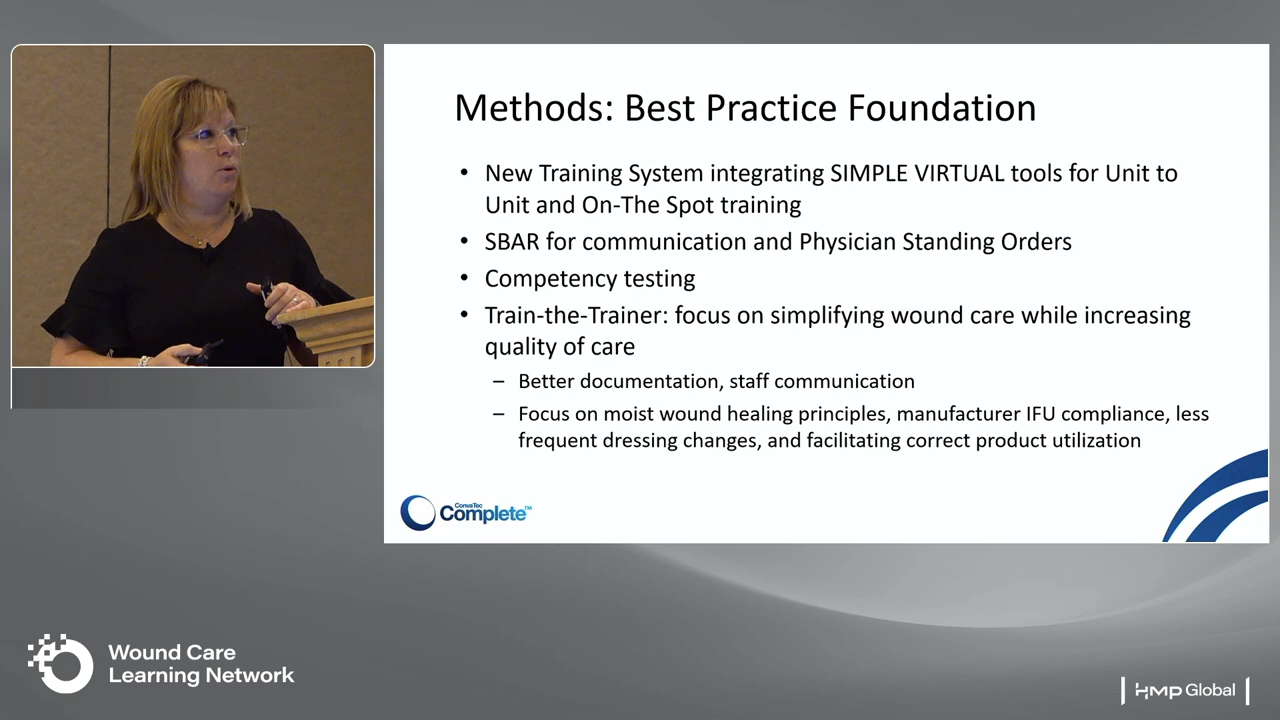 Methods: Best Practice Foundation
• New Training System integrating SIMPLE VIRTUAL tools for Unit to
Unit and On-The Spot training
• SBAR for communication and Physician Standing Orders
• Competency testing
• Train-the-Trainer: focus on simplifying wound care while increasing
quality of care
– Better documentation, staff communication
– Focus on moist wound healing principles, manufacturer IFU compliance, less
frequent dressing changes, and facilitating correct product utilization
ConvaTec
Complete™
Wound Care
Learning Network
HMP Global